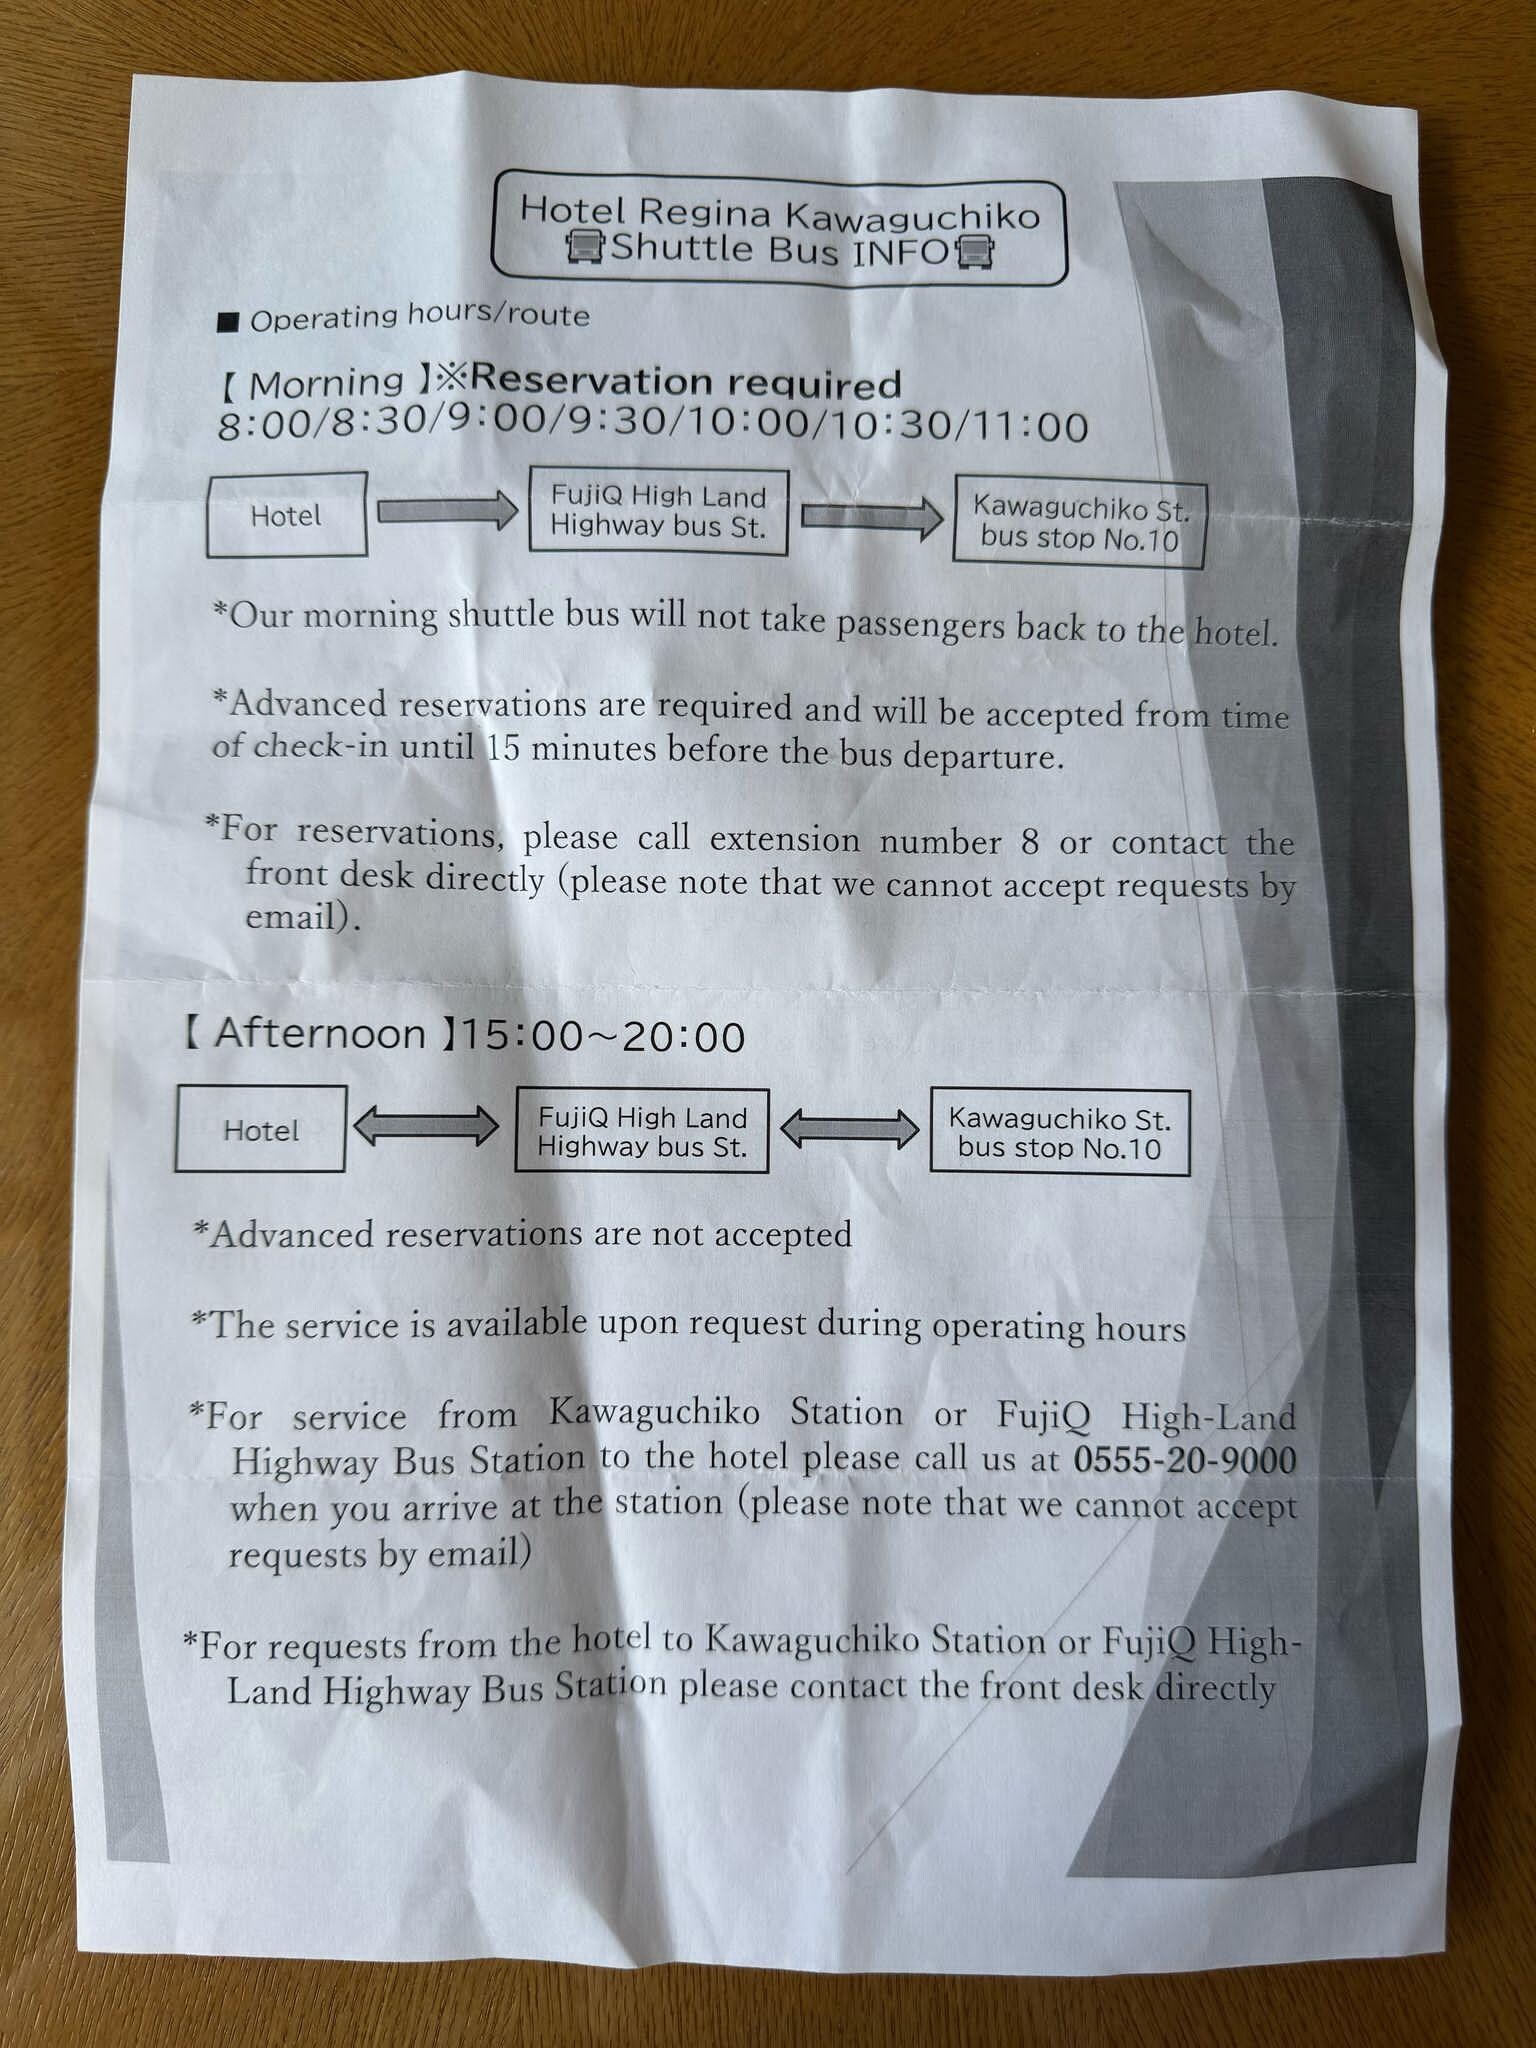 Hotel Regina Kawaguchiko
Shuttle Bus INFO
■ Operating hours/route
【 Morning 】※Reservation required
8:00/8:30/9:00/9:30/10:00/10:30/11:00
Hotel
FujiQ High Land
Highway bus St.
Kawaguchiko St.
bus stop No.10
*Our morning shuttle bus will not take passengers back to the hotel.
*Advanced reservations are required and will be accepted from time
of check-in until 15 minutes before the bus departure.
*For reservations, please call extension number 8 or contact the
front desk directly (please note that we cannot accept requests by
email).
【 Afternoon 】15:00～20:00
Hotel
FujiQ High Land
Highway bus St.
Kawaguchiko St.
bus stop No.10
*Advanced reservations are not accepted
*The service is available upon request during operating hours
*For service from Kawaguchiko Station or FujiQ High-Land
Highway Bus Station to the hotel please call us at 0555-20-9000
when you arrive at the station (please note that we cannot accept
requests by email)
*For requests from the hotel to Kawaguchiko Station or FujiQ High-
Land Highway Bus Station please contact the front desk directly